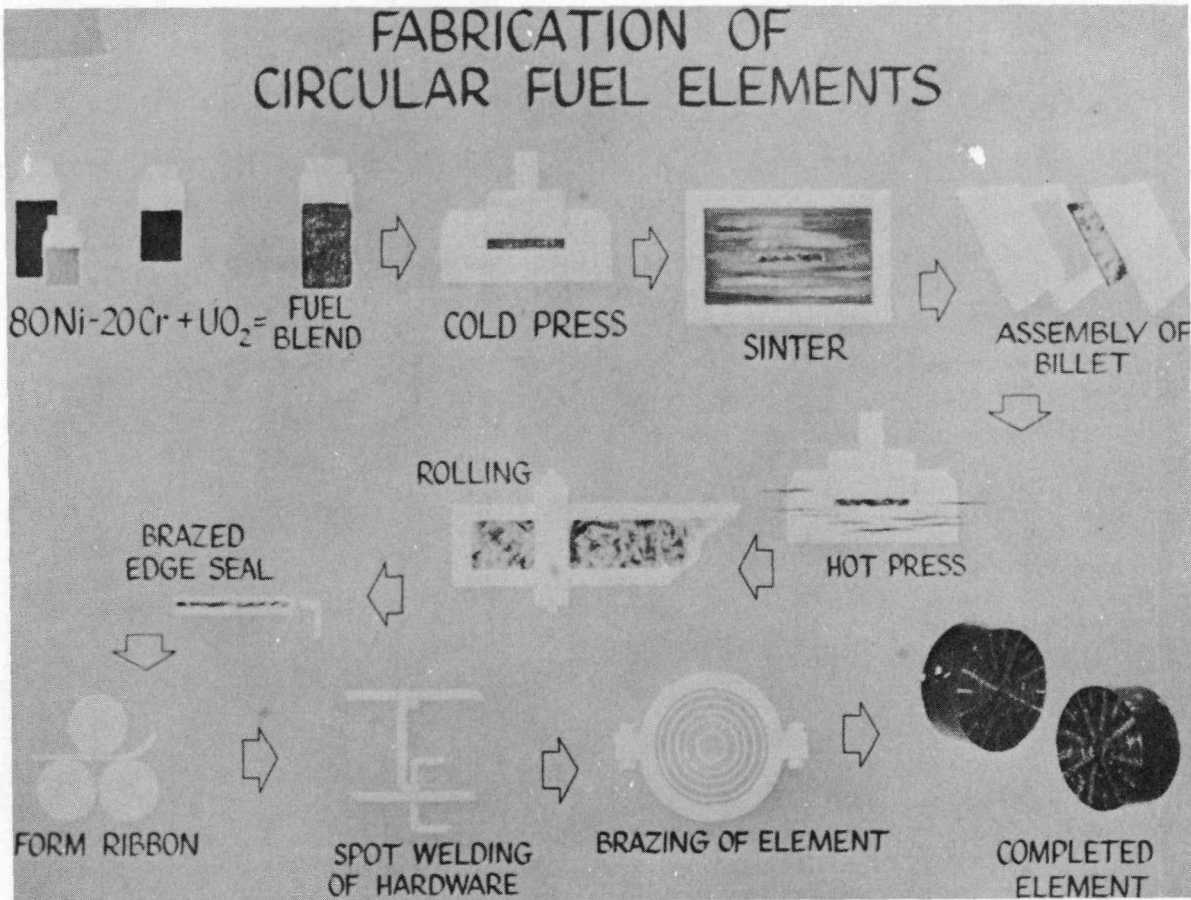 FABRICATION OF
CIRCULAR FUEL ELEMENTS
80Ni-20Cr + UO₂ =
FUEL
BLEND
COLD PRESS
SINTER
ASSEMBLY OF
BILLET
HOT PRESS
ROLLING
BRAZED
EDGE SEAL
FORM RIBBON
SPOT WELDING
OF HARDWARE
BRAZING OF ELEMENT
COMPLETED
ELEMENT